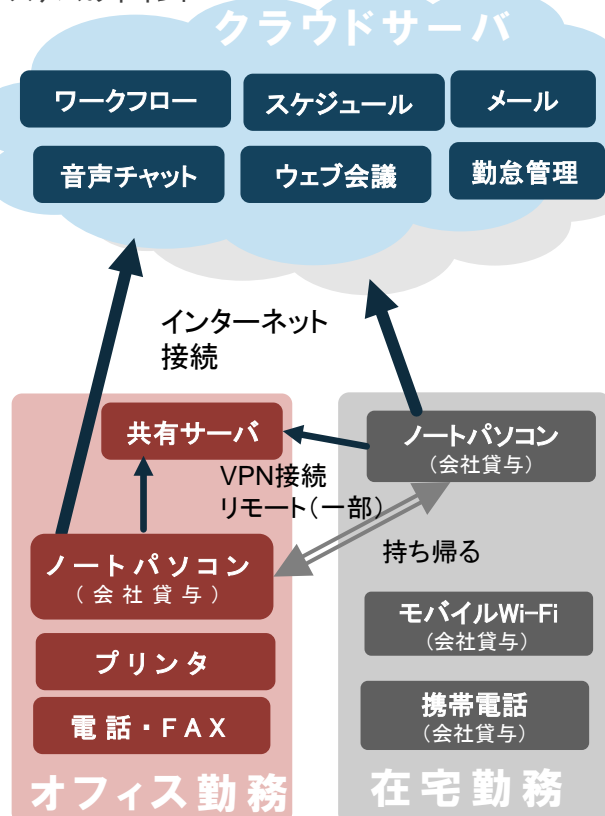 クラウドサーバ
ワークフロー
スケジュール
メール
音声チャット
ウェブ会議
勤怠管理
インターネット
接続
共有サーバ
ノートパソコン
(会社貸与)
VPN接続
リモート(一部)
持ち帰る
ノートパソコン
(会社貸与)
モバイルWi-Fi
(会社貸与)
プリンタ
携帯電話
(会社貸与)
電話・FAX
オフィス勤務
在宅勤務